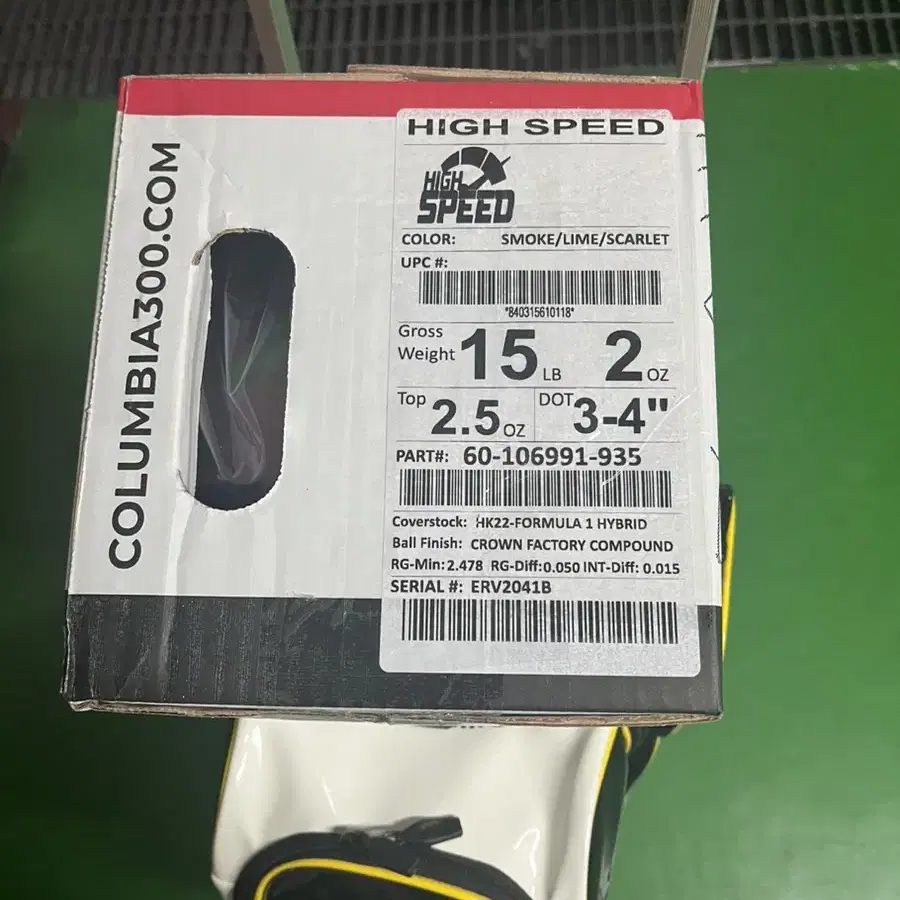 COLUMBIA300.COM
HIGH SPEED
HIGH
SPEED
COLOR: SMOKE/LIME/SCARLET
UPC #:
*840315610118*
Gross
Weight 15 LB 2 OZ
Top 2.5 OZ DOT 3-4"
PART#: 60-106991-935
Coverstock: HK22-FORMULA 1 HYBRID
Ball Finish: CROWN FACTORY COMPOUND
RG-Min: 2.478 RG-Diff: 0.050 INT-Diff: 0.015
SERIAL #: ERV2041B